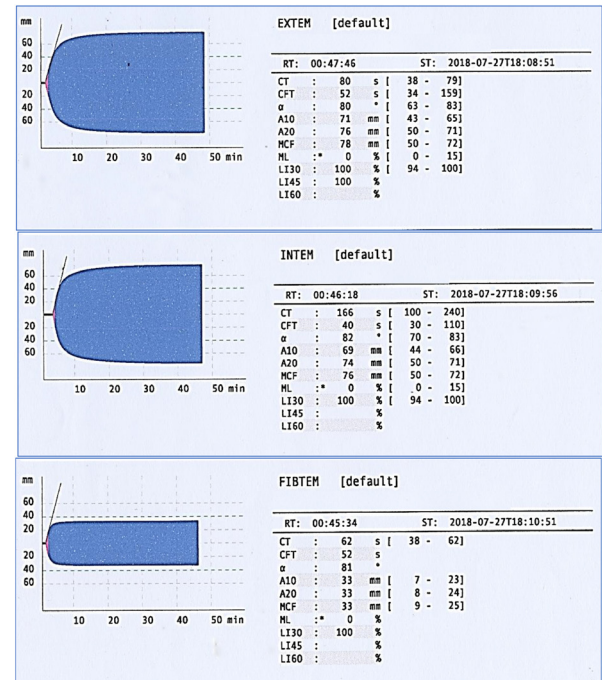 EXTEM [default]
mm
60
40
20
20
40
60
10 20 30 40 50 min
RT: 00:47:46 ST: 2018-07-27T18:08:51
CT : 80 s [ 38 - 79]
CFT : 52 s [ 34 - 159]
α : 80 ° [ 63 - 83]
A10 : 71 mm [ 43 - 65]
A20 : 76 mm [ 50 - 71]
MCF : 78 mm [ 50 - 72]
ML :* 0 % [ 0 - 15]
LI30 : 100 % [ 94 - 100]
LI45 : 100 %
LI60 : %
INTEM [default]
mm
60
40
20
20
40
60
10 20 30 40 50 min
RT: 00:46:18 ST: 2018-07-27T18:09:56
CT : 166 s [ 100 - 240]
CFT : 40 s [ 30 - 110]
α : 82 ° [ 70 - 83]
A10 : 69 mm [ 44 - 66]
A20 : 74 mm [ 50 - 71]
MCF : 76 mm [ 50 - 72]
ML :* 0 % [ 0 - 15]
LI30 : 100 % [ 94 - 100]
LI45 : %
LI60 : %
FIBTEM [default]
mm
60
40
20
20
40
60
10 20 30 40 50 min
RT: 00:45:34 ST: 2018-07-27T18:10:51
CT : 62 s [ 38 - 62]
CFT : 52 s
α : 81 °
A10 : 33 mm [ 7 - 23]
A20 : 33 mm [ 8 - 24]
MCF : 33 mm [ 9 - 25]
ML :* 0 %
LI30 : 100 %
LI45 : %
LI60 : %